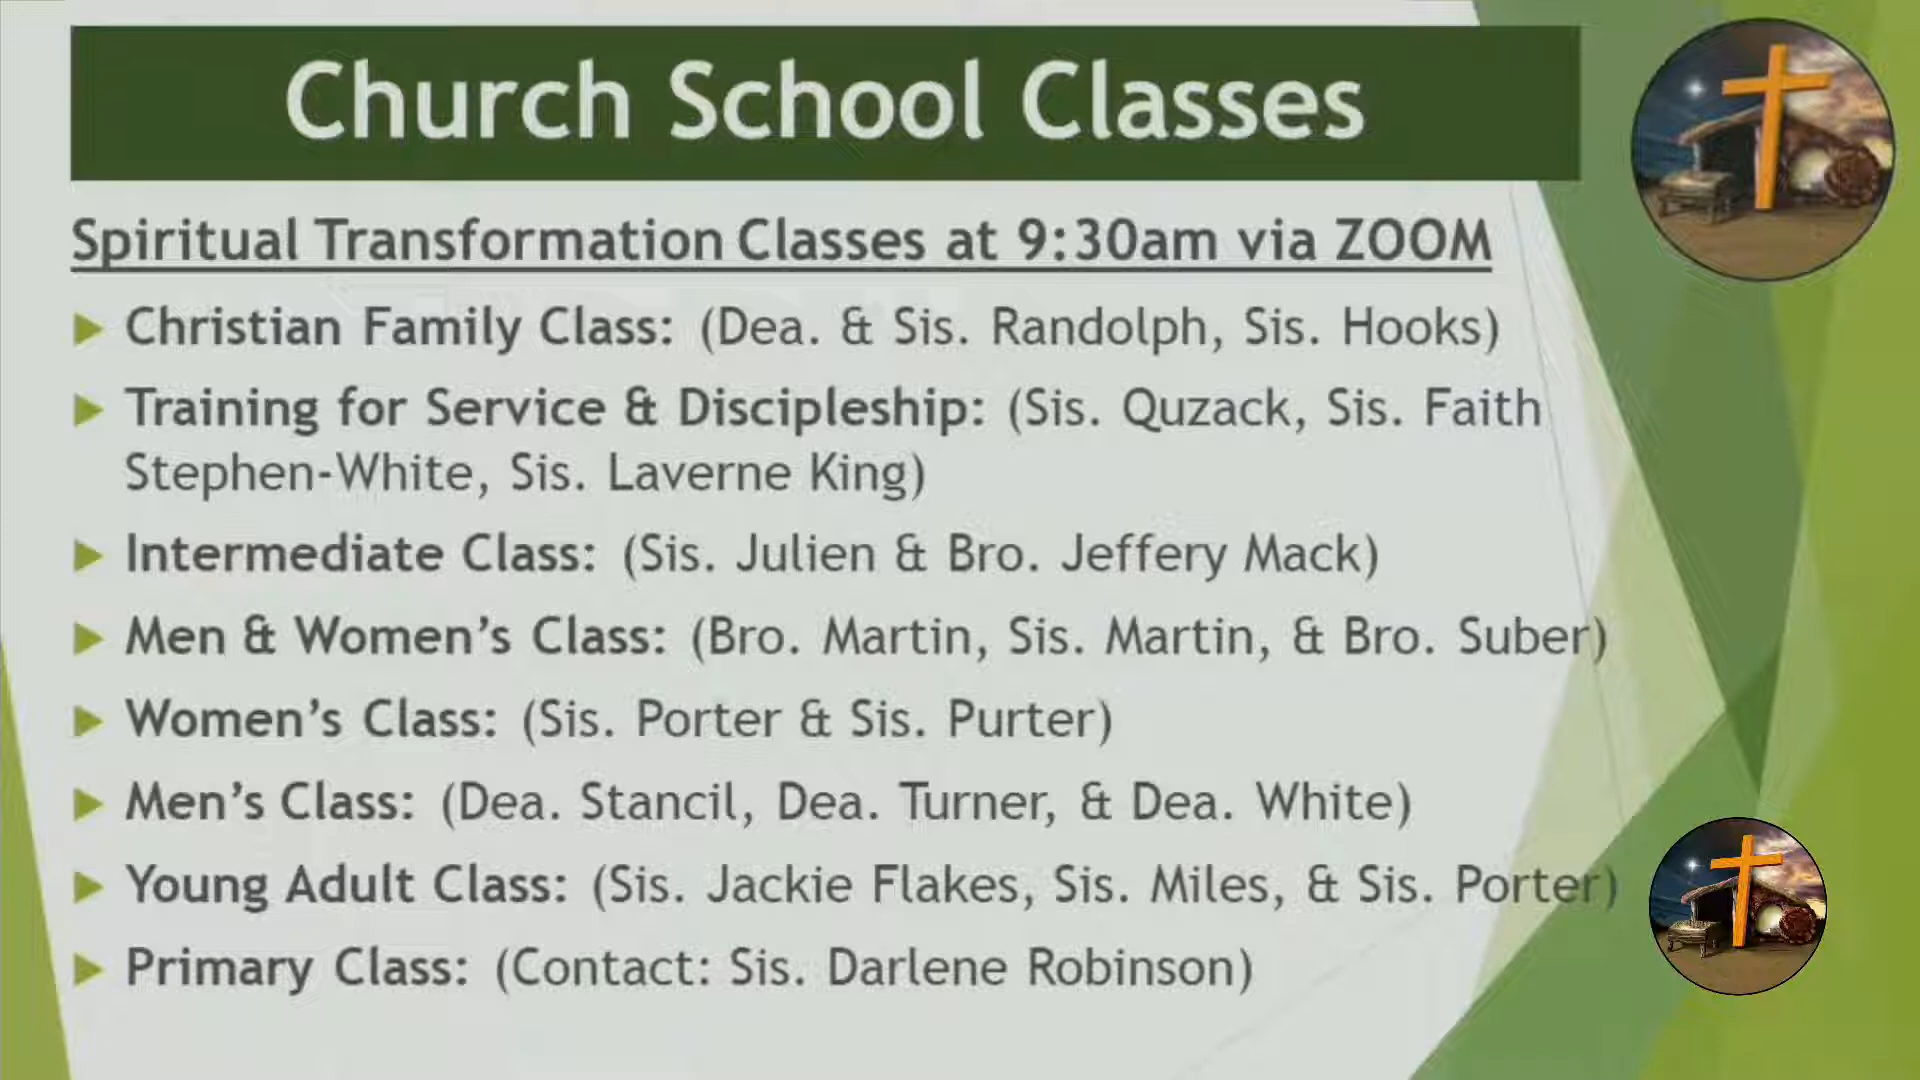 Church School Classes
Spiritual Transformation Classes at 9:30am via ZOOM
Christian Family Class: (Dea. & Sis. Randolph, Sis. Hooks)
Training for Service & Discipleship: (Sis. Quzack, Sis. Faith
Stephen-White, Sis. Laverne King)
Intermediate Class: (Sis. Julien & Bro. Jeffery Mack)
Men & Women’s Class: (Bro. Martin, Sis. Martin, & Bro. Suber)
Women’s Class: (Sis. Porter & Sis. Purter)
Men’s Class: (Dea. Stancil, Dea. Turner, & Dea. White)
Young Adult Class: (Sis. Jackie Flakes, Sis. Miles, & Sis. Porter)
Primary Class: (Contact: Sis. Darlene Robinson)